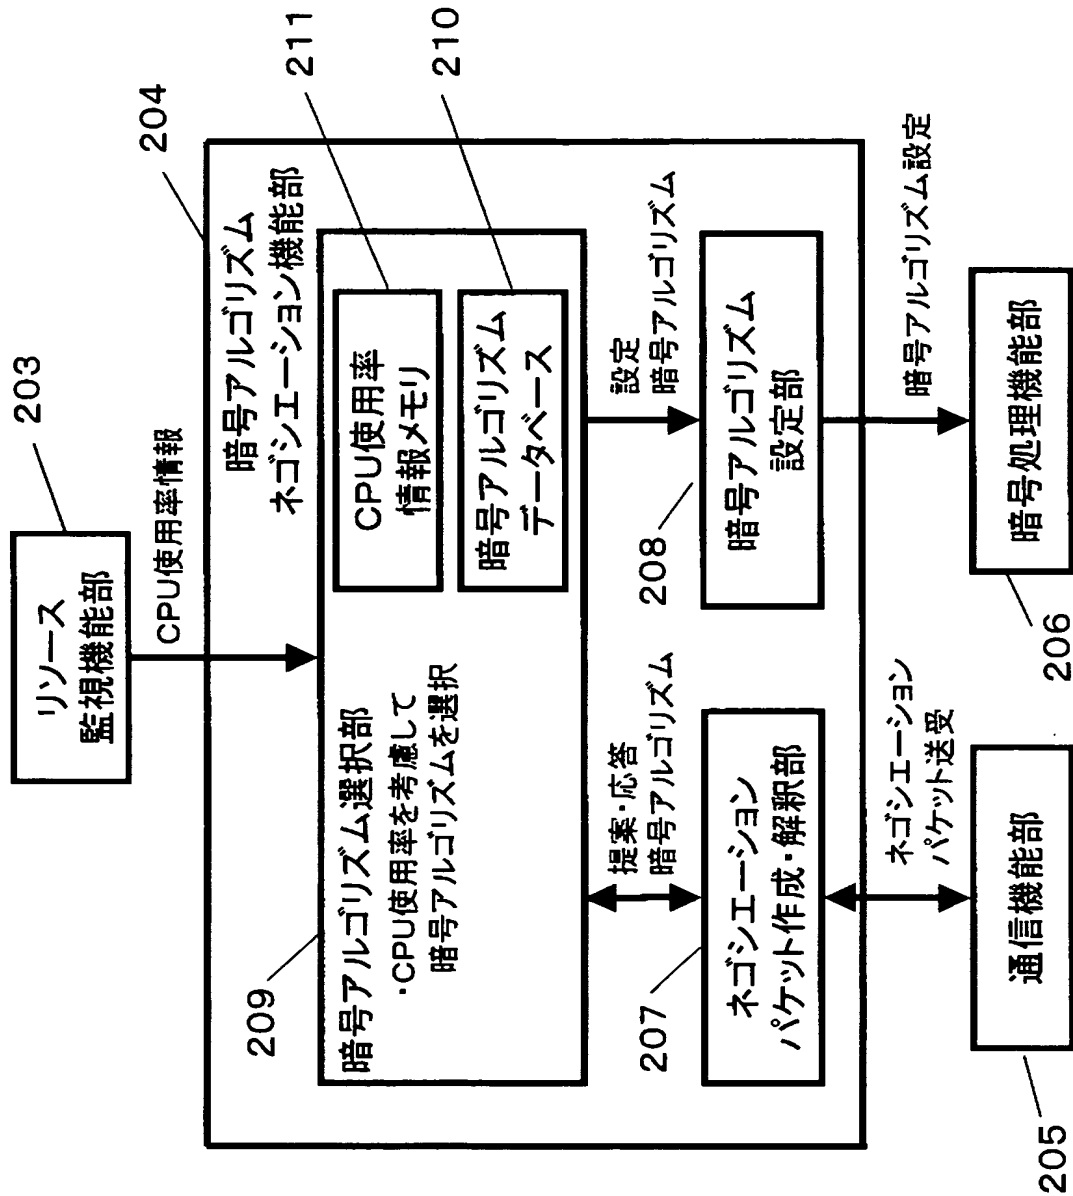 203
リソース
監視機能部
CPU使用率情報
204
暗号アルゴリズム
ネゴシエーション機能部
209
暗号アルゴリズム選択部
・CPU使用率を考慮して
暗号アルゴリズムを選択
CPU使用率
情報メモリ
211
暗号アルゴリズム
データベース
210
提案・応答
暗号アルゴリズム
設定
暗号アルゴリズム
207
ネゴシエーション
パケット作成・解釈部
208
暗号アルゴリズム
設定部
ネゴシエーション
パケット送受
暗号アルゴリズム設定
205
通信機能部
206
暗号処理機能部